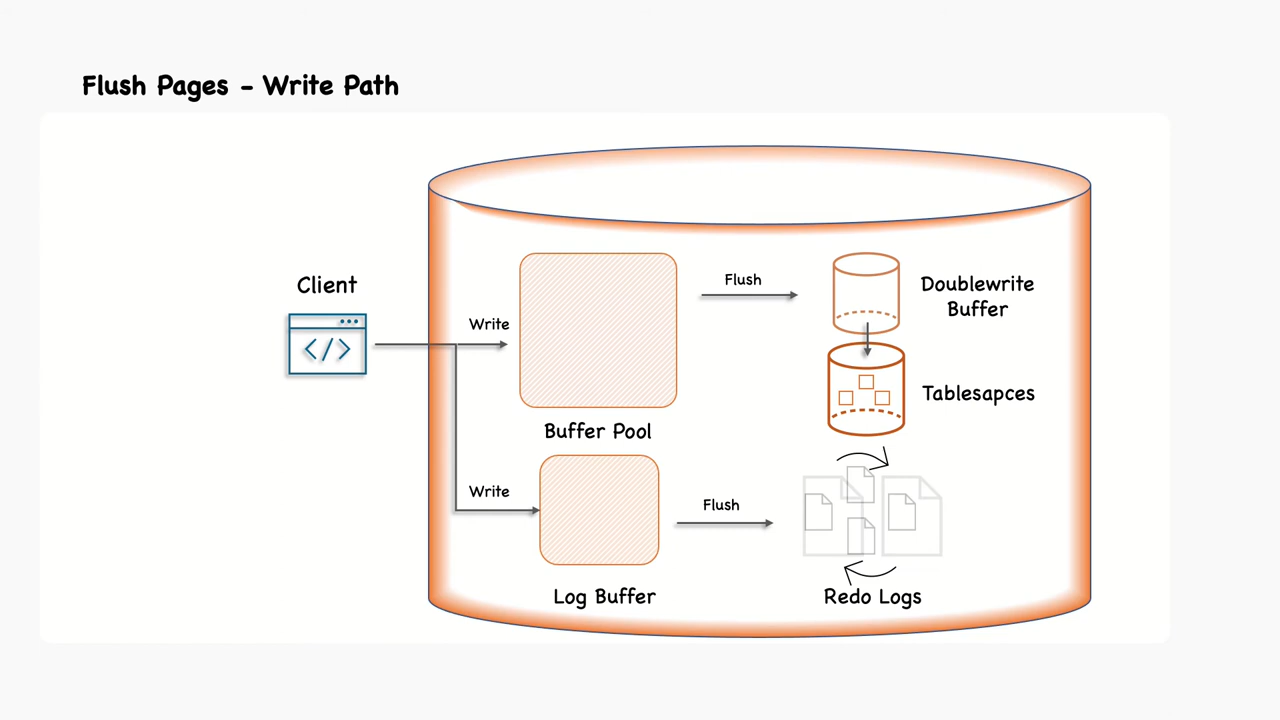 Flush Pages - Write Path
Client
</>
Write
Buffer Pool
Flush
Doublewrite
Buffer
Tablesapces
Write
Log Buffer
Flush
Redo Logs